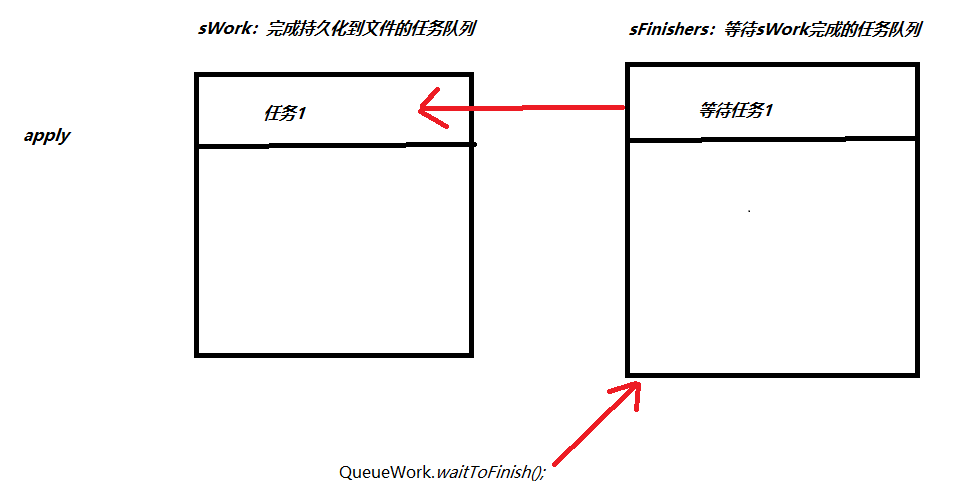 sWork：完成持久化到文件的任务队列
sFinishers：等待sWork完成的任务队列
任务1
等待任务1
apply
QueueWork.waitToFinish();